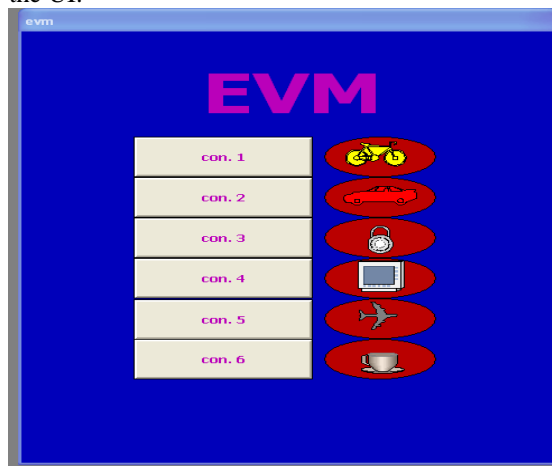 the UI.
evm
EVM
con. 1
con. 2
con. 3
con. 4
con. 5
con. 6